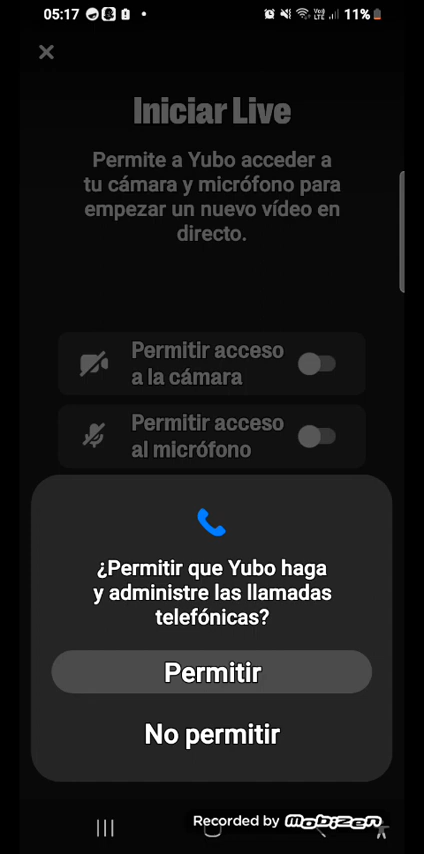 05:17
11%
Iniciar Live
Permite a Yubo acceder a
tu cámara y micrófono para
empezar un nuevo vídeo en
directo.
Permitir acceso
a la cámara
Permitir acceso
al micrófono
¿Permitir que Yubo haga
y administre las llamadas
telefónicas?
Permitir
No permitir
Recorded by Mobizen